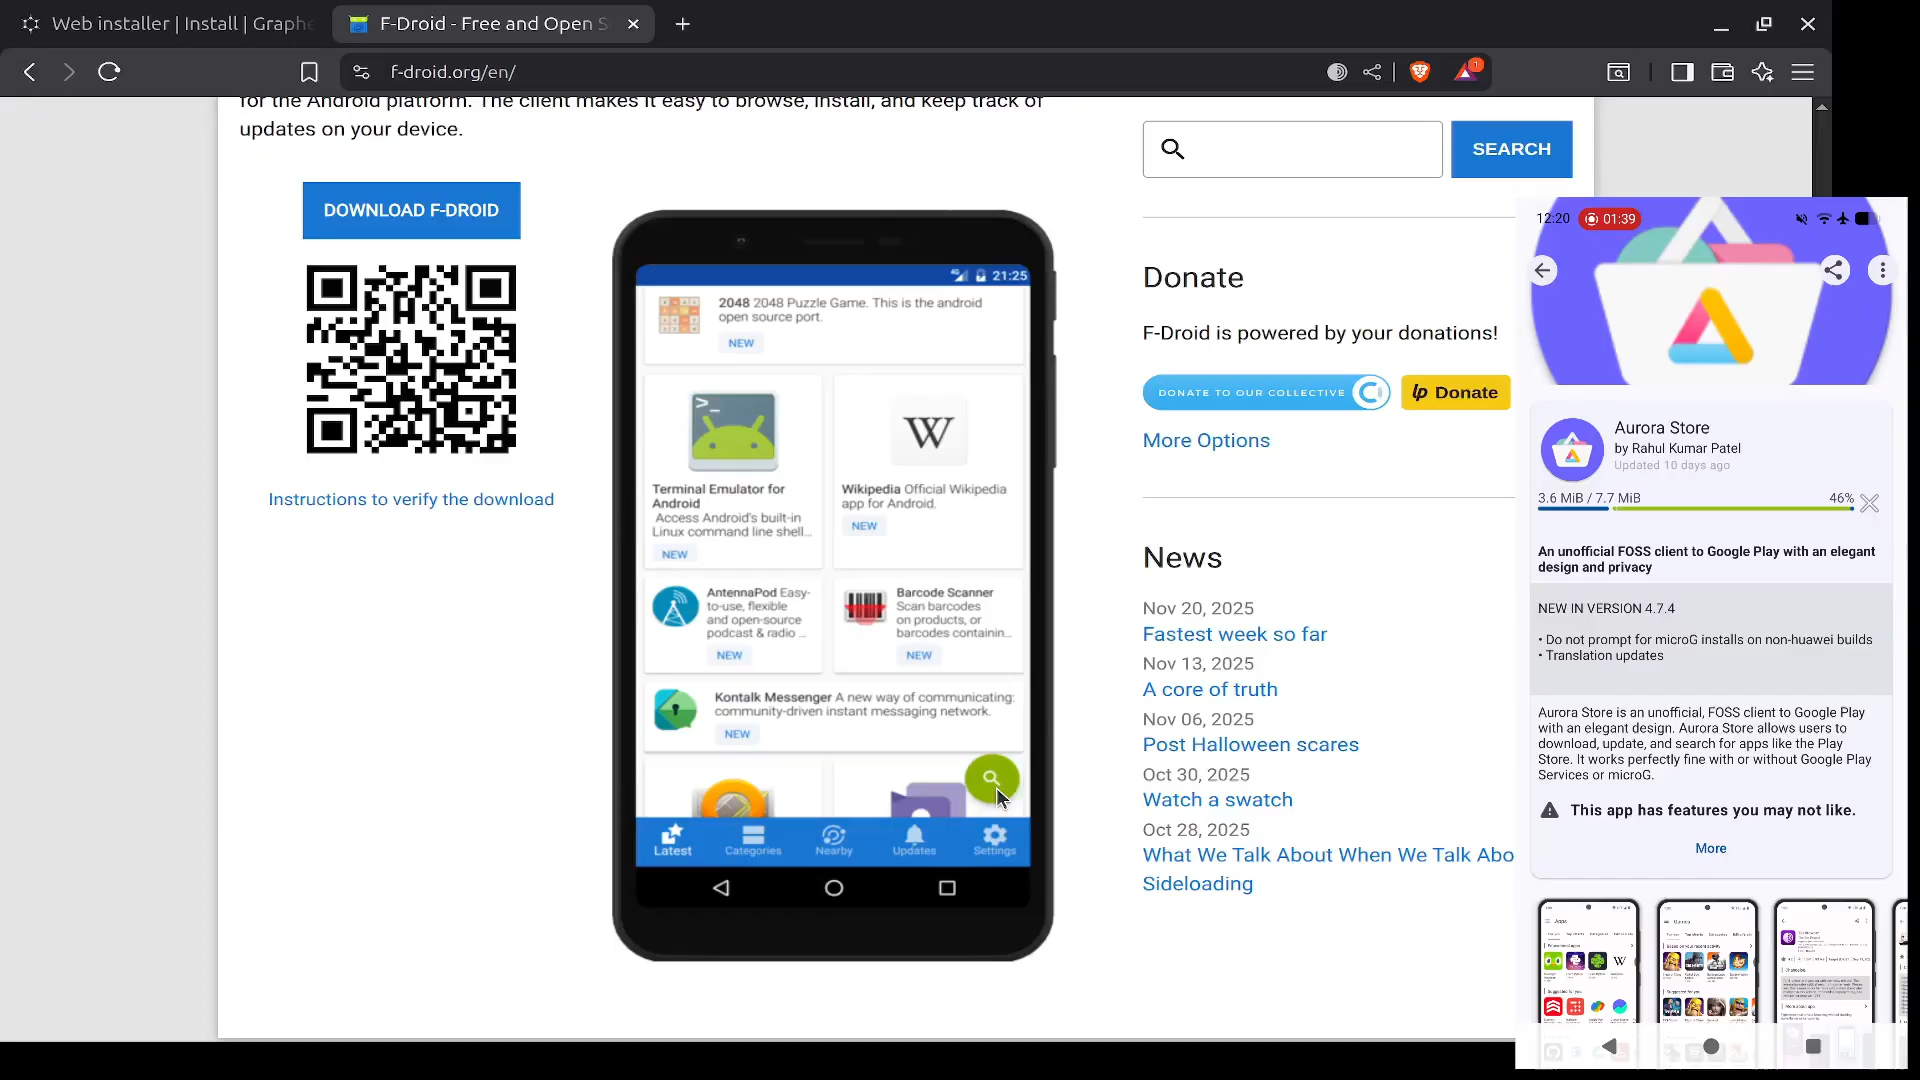 Web installer | Install | Graphe
F-Droid - Free and Open S
f-droid.org/en/
1
for the Android platform. The client makes it easy to browse, install, and keep track of
updates on your device.
DOWNLOAD F-DROID
Instructions to verify the download
21:25
2048 2048 Puzzle Game. This is the android
open source port.
NEW
Terminal Emulator for
Android
Access Android's built-in
Linux command line shell...
NEW
Wikipedia Official Wikipedia
app for Android.
NEW
AntennaPod Easy-
to-use, flexible
and open-source
podcast & radio ...
NEW
Barcode Scanner
Scan barcodes
on products, or
barcodes containin...
NEW
Kontalk Messenger A new way of communicating:
community-driven instant messaging network.
NEW
Latest
Categories
Nearby
Updates
Settings
SEARCH
Donate
F-Droid is powered by your donations!
DONATE TO OUR COLLECTIVE
lp Donate
More Options
News
Nov 20, 2025
Fastest week so far
Nov 13, 2025
A core of truth
Nov 06, 2025
Post Halloween scares
Oct 30, 2025
Watch a swatch
Oct 28, 2025
What We Talk About When We Talk Abo
Sideloading
12:20
01:39
Aurora Store
by Rahul Kumar Patel
Updated 10 days ago
3.6 MiB / 7.7 MiB
46%
An unofficial FOSS client to Google Play with an elegant
design and privacy
NEW IN VERSION 4.7.4
• Do not prompt for microG installs on non-huawei builds
• Translation updates
Aurora Store is an unofficial, FOSS client to Google Play
with an elegant design. Aurora Store allows users to
download, update, and search for apps like the Play
Store. It works perfectly fine with or without Google Play
Services or microG.
This app has features you may not like.
More
Apps
Games